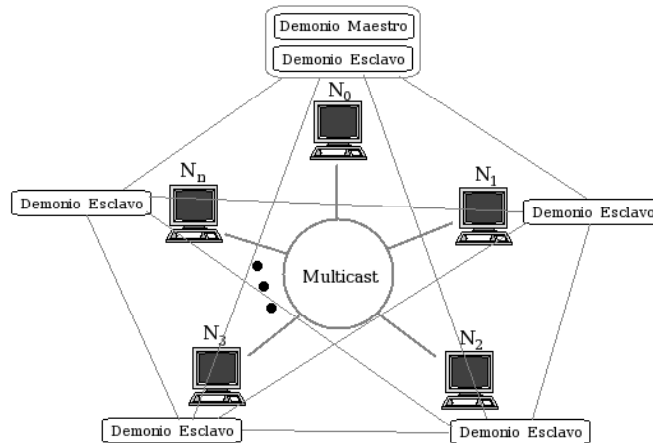 Demonio Maestro
Demonio Esclavo
N0
Nn
N1
Demonio Esclavo
Demonio Esclavo
Multicast
N3
N2
Demonio Esclavo
Demonio Esclavo